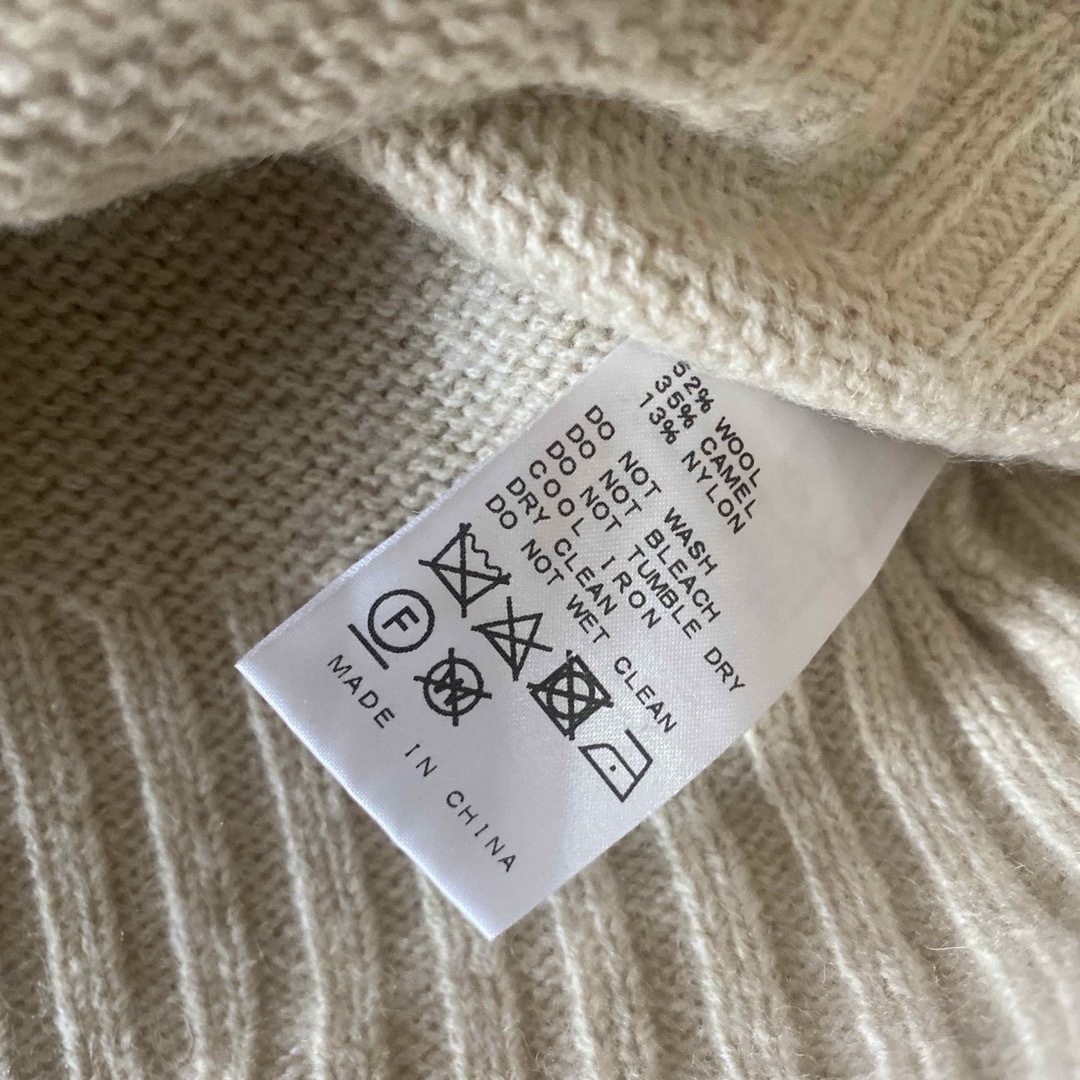 52% WOOL
35% CAMEL
13% NYLON
DO NOT WASH
DO NOT BLEACH
DO NOT TUMBLE DRY
COOL IRON
DRY CLEAN
DO NOT WET CLEAN
F
W
MADE IN CHINA